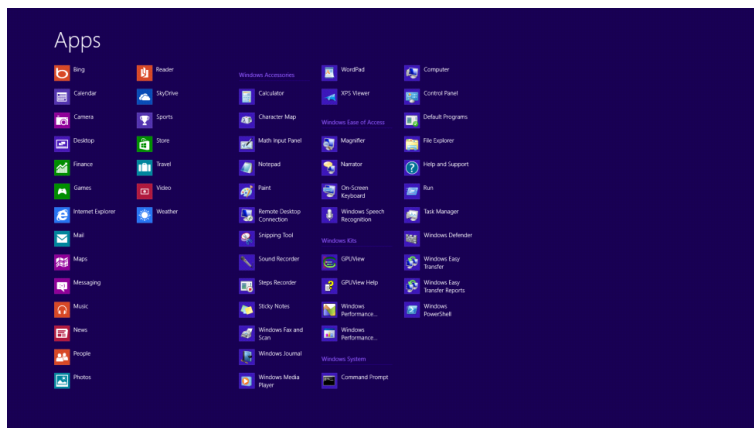 Apps
Bing
Calendar
Camera
Desktop
Finance
Games
Internet Explorer
Mail
Maps
Messaging
Music
News
People
Photos
Reader
SkyDrive
Sports
Store
Travel
Video
Weather
Windows Accessories
Calculator
Character Map
Math Input Panel
Notepad
Paint
Remote Desktop
Connection
Snipping Tool
Sound Recorder
Steps Recorder
Sticky Notes
Windows Fax and
Scan
Windows Journal
Windows Media
Player
WordPad
XPS Viewer
Windows Ease of Access
Magnifier
Narrator
On-Screen
Keyboard
Windows Speech
Recognition
Windows Kits
GPUView
GPUView Help
Windows
Performance...
Windows
Performance...
Windows System
Command Prompt
Computer
Control Panel
Default Programs
File Explorer
Help and Support
Run
Task Manager
Windows Defender
Windows Easy
Transfer
Windows Easy
Transfer Reports
Windows
PowerShell